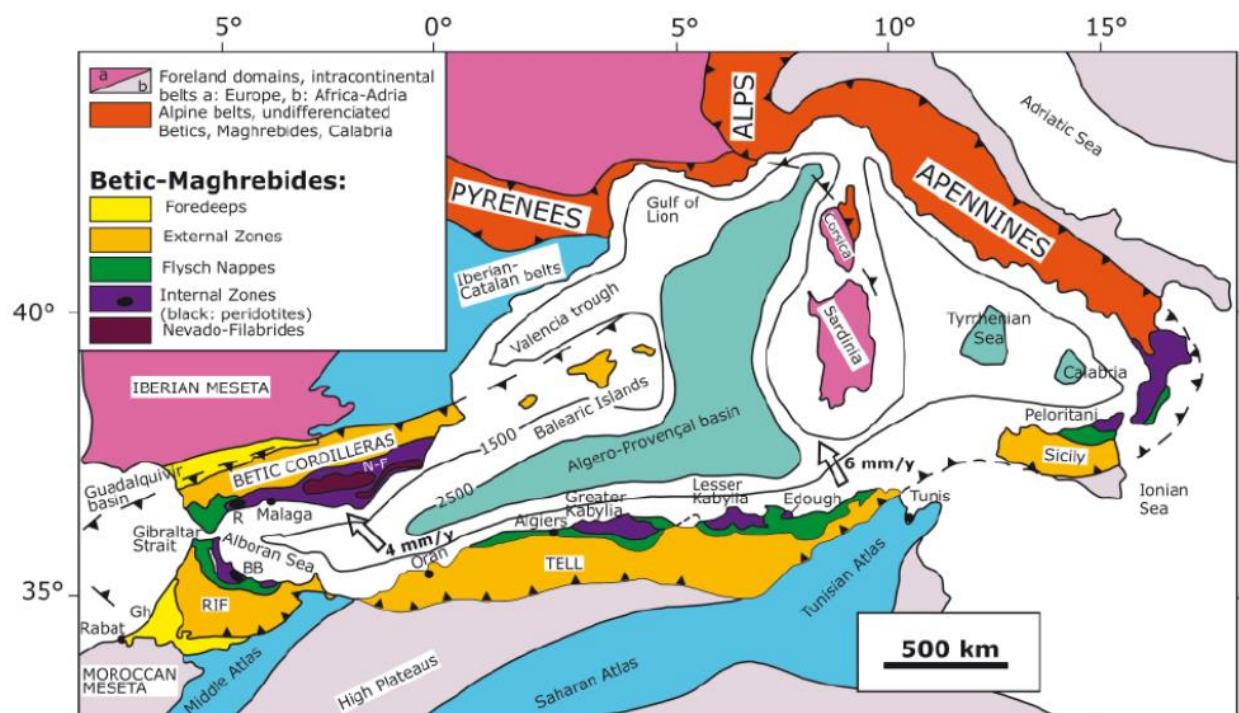 5° 0° 5° 10° 15°
a
b
Foreland domains, intracontinental
belts a: Europe, b: Africa-Adria
Alpine belts, undifferenciated
Betics, Maghrebides, Calabria
Betic-Maghrebides:
Foredeeps
External Zones
Flysch Nappes
Internal Zones
(black: peridotites)
Nevado-Filabrides
ALPS
Adriatic Sea
PYRENEES
Gulf of
Lion
APENNINES
Corsica
Iberian-
Catalan belts
40°
Valencia trough
Sardinia
Tyrrhenian
Sea
IBERIAN MESETA
Balearic Islands
Calabria
1500
Peloritani
Algero-Provençal basin
BETIC CORDILLERAS
N-F
Sicily
Guadalquivir
basin
2500
6 mm/y
Lesser
Kabylia
Edough
Tunis
Ionian
Sea
R
Malaga
Greater
Kabylia
Algiers
Gibraltar
Strait
Alboran Sea
4 mm/y
Oran
TELL
BB
35°
Tunisian Atlas
Gh
RIF
Rabat
500 km
MOROCCAN
MESETA
Middle Atlas
High Plateaus
Saharan Atlas